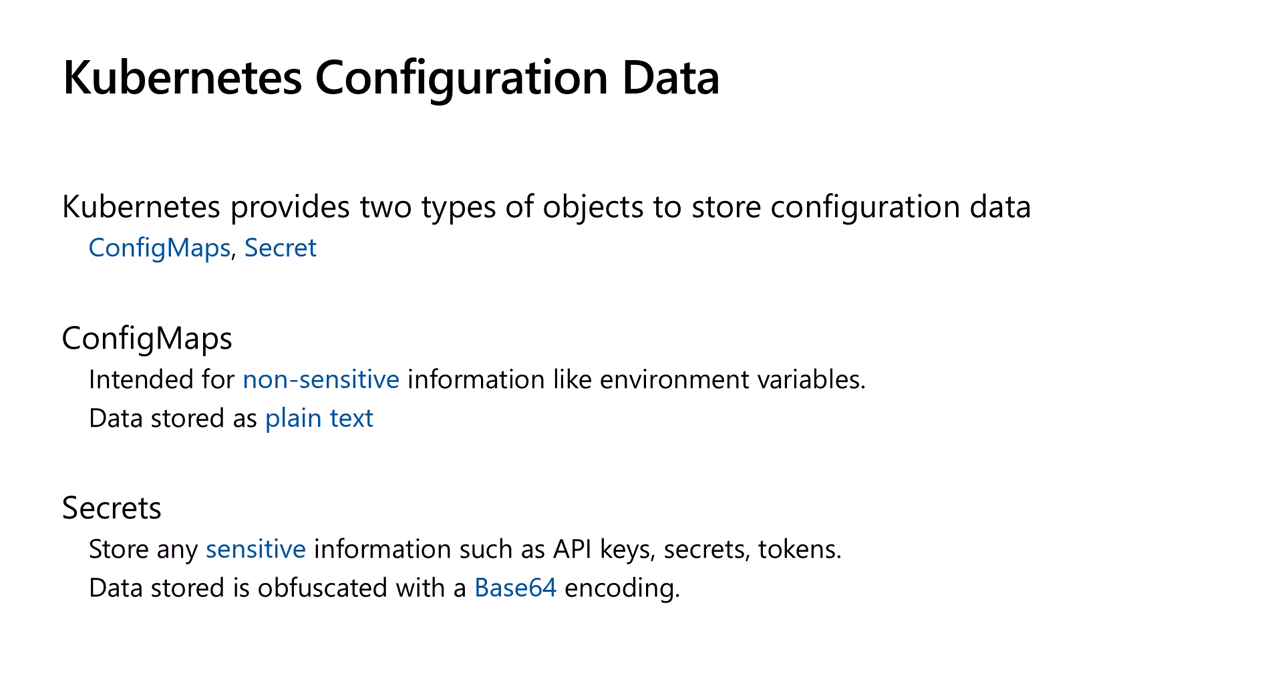 Kubernetes Configuration Data
Kubernetes provides two types of objects to store configuration data
ConfigMaps, Secret
ConfigMaps
Intended for non-sensitive information like environment variables.
Data stored as plain text
Secrets
Store any sensitive information such as API keys, secrets, tokens.
Data stored is obfuscated with a Base64 encoding.